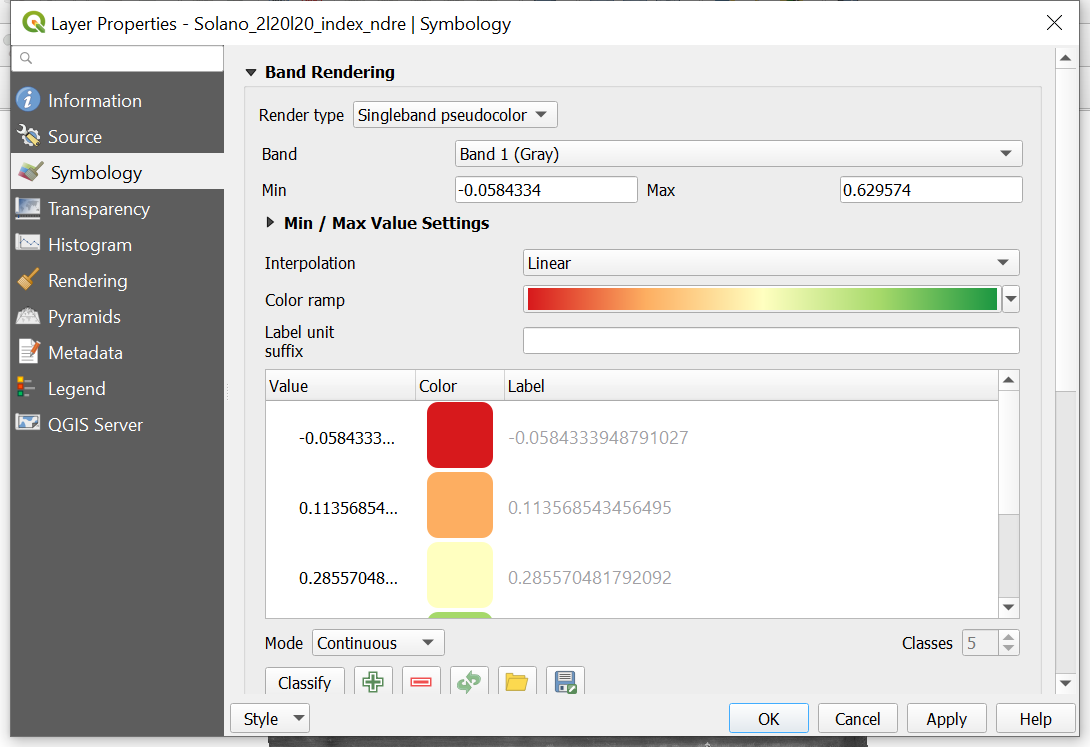 Layer Properties - Solano_2l20l20_index_ndre | Symbology
Information
Source
Symbology
Transparency
Histogram
Rendering
Pyramids
Metadata
Legend
QGIS Server
Band Rendering
Render type Singleband pseudocolor
Band Band 1 (Gray)
Min -0.0584334 Max 0.629574
Min / Max Value Settings
Interpolation Linear
Color ramp
Label unit
suffix
Value Color Label
-0.0584333... -0.0584333948791027
0.11356854... 0.113568543456495
0.28557048... 0.285570481792092
Mode Continuous Classes 5
Classify
Style OK Cancel Apply Help